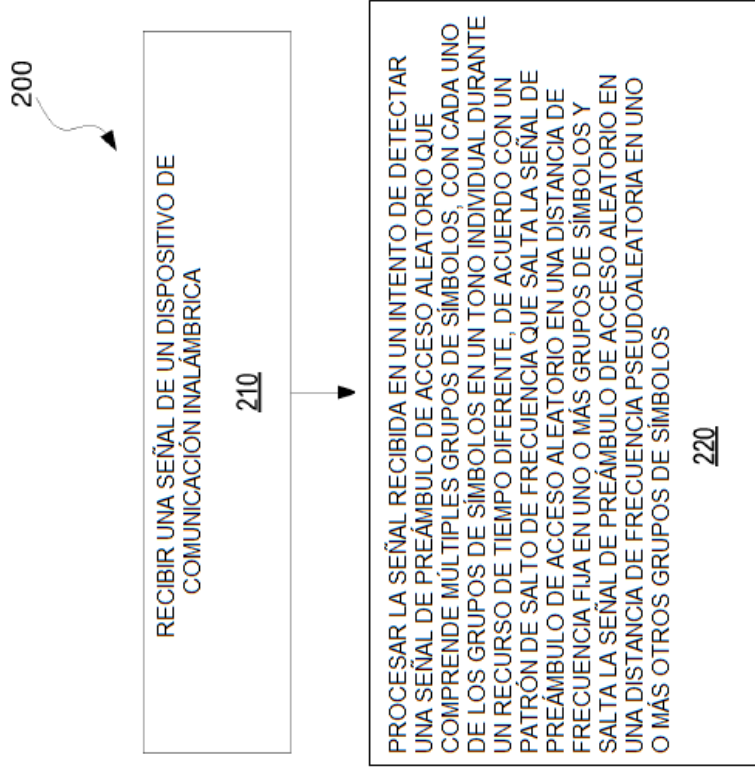 200
RECIBIR UNA SEÑAL DE UN DISPOSITIVO DE
COMUNICACIÓN INALÁMBRICA
210
PROCESAR LA SEÑAL RECIBIDA EN UN INTENTO DE DETECTAR
UNA SEÑAL DE PREÁMBULO DE ACCESO ALEATORIO QUE
COMPRENDE MÚLTIPLES GRUPOS DE SÍMBOLOS, CON CADA UNO
DE LOS GRUPOS DE SÍMBOLOS EN UN TONO INDIVIDUAL DURANTE
UN RECURSO DE TIEMPO DIFERENTE, DE ACUERDO CON UN
PATRÓN DE SALTO DE FRECUENCIA QUE SALTA LA SEÑAL DE
PREÁMBULO DE ACCESO ALEATORIO EN UNA DISTANCIA DE
FRECUENCIA FIJA EN UNO O MÁS GRUPOS DE SÍMBOLOS Y
SALTA LA SEÑAL DE PREÁMBULO DE ACCESO ALEATORIO EN
UNA DISTANCIA DE FRECUENCIA PSEUDOALEATORIA EN UNO
O MÁS OTROS GRUPOS DE SÍMBOLOS
220